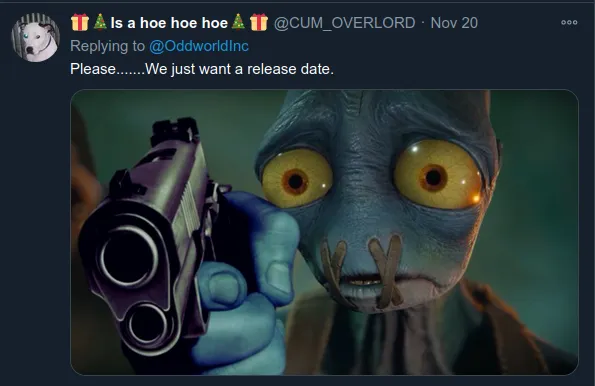 🎁🎄Is a hoe hoe hoe🎄🎁 @CUM_OVERLORD · Nov 20
Replying to @OddworldInc
Please.......We just want a release date.